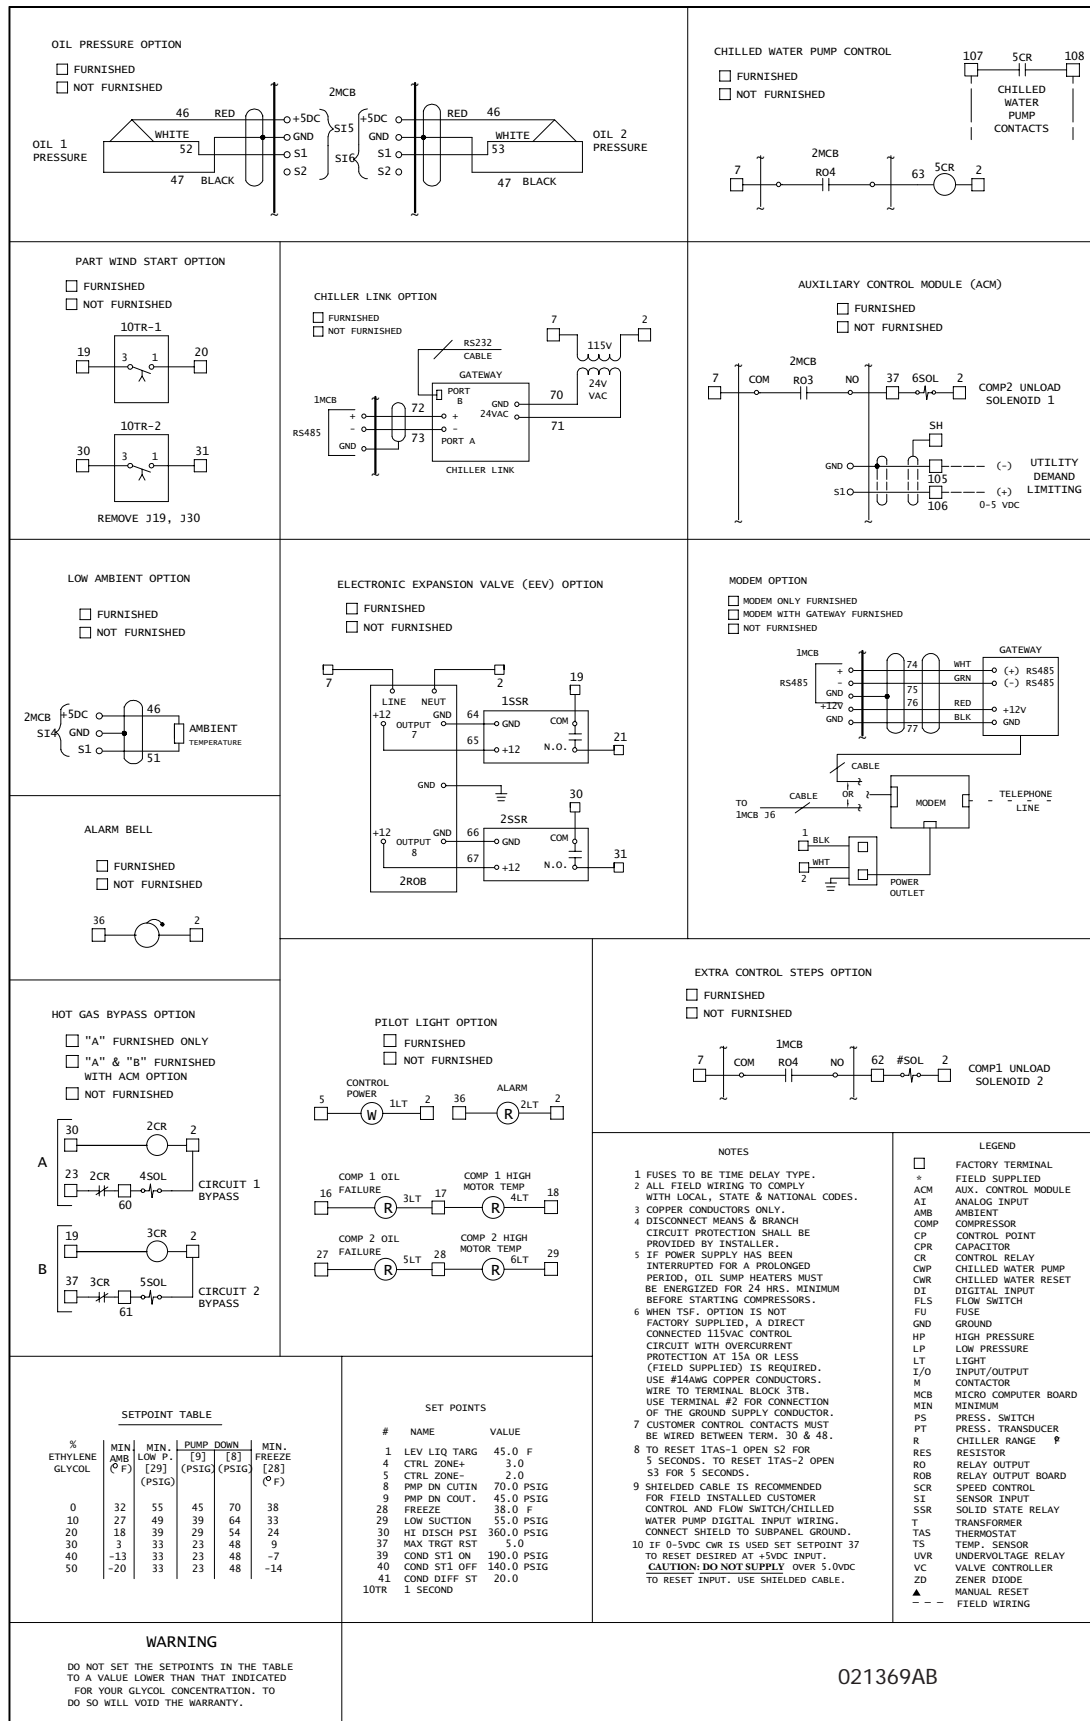 OIL PRESSURE OPTION
FURNISHED
NOT FURNISHED
2MCB
46 RED +5DC +5DC RED 46
GND SI5 GND
OIL 1 PRESSURE
WHITE 52 S1 SI6 S1 WHITE 53
OIL 2 PRESSURE
S2 S2
47 BLACK 47 BLACK
CHILLED WATER PUMP CONTROL
FURNISHED
NOT FURNISHED
107 5CR 108
CHILLED
WATER
PUMP
CONTACTS
2MCB
7 RO4 63 5CR 2
PART WIND START OPTION
FURNISHED
NOT FURNISHED
10TR-1
19 3 1 20
10TR-2
30 3 1 31
REMOVE J19, J30
CHILLER LINK OPTION
FURNISHED
NOT FURNISHED
7 2
115V
24V
VAC
RS232
CABLE
GATEWAY
PORT
B
GND 70
24VAC 71
1MCB
RS485
+ 72 +
- 73 -
GND
PORT A
CHILLER LINK
AUXILIARY CONTROL MODULE (ACM)
FURNISHED
NOT FURNISHED
2MCB
7 COM RO3 NO 37 6SOL 2
COMP2 UNLOAD
SOLENOID 1
SH
GND 105 (-)
S1 106 (+)
0-5 VDC
UTILITY
DEMAND
LIMITING
LOW AMBIENT OPTION
FURNISHED
NOT FURNISHED
2MCB
SI4
+5DC 46
GND
S1 51
AMBIENT
TEMPERATURE
ELECTRONIC EXPANSION VALVE (EEV) OPTION
FURNISHED
NOT FURNISHED
7 2
LINE NEUT
19
1SSR
+12 OUTPUT 7 GND 64 GND COM
65 +12 N.O. 21
GND
30
2SSR
+12 OUTPUT 8 GND 66 GND COM
67 +12 N.O. 31
2ROB
MODEM OPTION
MODEM ONLY FURNISHED
MODEM WITH GATEWAY FURNISHED
NOT FURNISHED
1MCB
GATEWAY
RS485
+ 74 WHT (+) RS485
- GRN (-) RS485
GND 75
+12V 76 RED +12V
GND 77 BLK GND
CABLE
TO
1MCB J6
CABLE
OR
MODEM
TELEPHONE
LINE
1 BLK
WHT
2
POWER
OUTLET
ALARM BELL
FURNISHED
NOT FURNISHED
36 2
HOT GAS BYPASS OPTION
"A" FURNISHED ONLY
"A" & "B" FURNISHED
WITH ACM OPTION
NOT FURNISHED
A
30 2CR 2
23 2CR 4SOL
60
CIRCUIT 1
BYPASS
B
19 3CR 2
37 3CR 5SOL
61
CIRCUIT 2
BYPASS
PILOT LIGHT OPTION
FURNISHED
NOT FURNISHED
CONTROL
POWER
5 W 1LT 2
ALARM
36 R 2LT 2
COMP 1 OIL
FAILURE
16 R 3LT 17
COMP 1 HIGH
MOTOR TEMP
R 4LT 18
COMP 2 OIL
FAILURE
27 R 5LT 28
COMP 2 HIGH
MOTOR TEMP
R 6LT 29
EXTRA CONTROL STEPS OPTION
FURNISHED
NOT FURNISHED
1MCB
7 COM RO4 NO 62 #SOL 2
COMP1 UNLOAD
SOLENOID 2
NOTES
1 FUSES TO BE TIME DELAY TYPE.
2 ALL FIELD WIRING TO COMPLY
WITH LOCAL, STATE & NATIONAL CODES.
3 COPPER CONDUCTORS ONLY.
4 DISCONNECT MEANS & BRANCH
CIRCUIT PROTECTION SHALL BE
PROVIDED BY INSTALLER.
5 IF POWER SUPPLY HAS BEEN
INTERRUPTED FOR A PROLONGED
PERIOD, OIL SUMP HEATERS MUST
BE ENERGIZED FOR 24 HRS. MINIMUM
BEFORE STARTING COMPRESSORS.
6 WHEN TSF. OPTION IS NOT
FACTORY SUPPLIED, A DIRECT
CONNECTED 115VAC CONTROL
CIRCUIT WITH OVERCURRENT
PROTECTION AT 15A OR LESS
(FIELD SUPPLIED) IS REQUIRED.
USE #14AWG COPPER CONDUCTORS.
WIRE TO TERMINAL BLOCK 3TB.
USE TERMINAL #2 FOR CONNECTION
OF THE GROUND SUPPLY CONDUCTOR.
7 CUSTOMER CONTROL CONTACTS MUST
BE WIRED BETWEEN TERM. 30 & 48.
8 TO RESET 1TAS-1 OPEN S2 FOR
5 SECONDS. TO RESET 1TAS-2 OPEN
S3 FOR 5 SECONDS.
9 SHIELDED CABLE IS RECOMMENDED
FOR FIELD INSTALLED CUSTOMER
CONTROL AND FLOW SWITCH/CHILLED
WATER PUMP DIGITAL INPUT WIRING.
CONNECT SHIELD TO SUBPANEL GROUND.
10 IF 0-5VDC CWR IS USED SET SETPOINT 37
TO RESET DESIRED AT +5VDC INPUT.
CAUTION: DO NOT SUPPLY OVER 5.0VDC
TO RESET INPUT. USE SHIELDED CABLE.
LEGEND
FACTORY TERMINAL
* FIELD SUPPLIED
ACM AUX. CONTROL MODULE
AI ANALOG INPUT
AMB AMBIENT
COMP COMPRESSOR
CP CONTROL POINT
CPR CAPACITOR
CR CONTROL RELAY
CWP CHILLED WATER PUMP
CWR CHILLED WATER RESET
DI DIGITAL INPUT
FLS FLOW SWITCH
FU FUSE
GND GROUND
HP HIGH PRESSURE
LP LOW PRESSURE
LT LIGHT
I/O INPUT/OUTPUT
M CONTACTOR
MCB MICRO COMPUTER BOARD
MIN MINIMUM
PS PRESS. SWITCH
PT PRESS. TRANSDUCER
R CHILLER RANGE
RES RESISTOR
RO RELAY OUTPUT
ROB RELAY OUTPUT BOARD
SCR SPEED CONTROL
SI SENSOR INPUT
SSR SOLID STATE RELAY
T TRANSFORMER
TAS THERMOSTAT
TS TEMP. SENSOR
UVR UNDERVOLTAGE RELAY
VC VALVE CONTROLLER
ZD ZENER DIODE
▲ MANUAL RESET
--- FIELD WIRING
SETPOINT TABLE
% ETHYLENE GLYCOL | MIN. AMB (°F) | MIN. LOW P. [29] (PSIG) | PUMP DOWN [9] (PSIG) | [8] (PSIG) | MIN. FREEZE [28] (°F)
0 32 55 45 70 38
10 27 49 39 64 33
20 18 39 29 54 24
30 3 33 23 48 9
40 -13 33 23 48 -7
50 -20 33 23 48 -14
SET POINTS
# NAME VALUE
1 LEV LIQ TARG 45.0 F
4 CTRL ZONE+ 3.0
5 CTRL ZONE- 2.0
8 PMP DN CUTIN 70.0 PSIG
9 PMP DN COUT. 45.0 PSIG
28 FREEZE 38.0 F
29 LOW SUCTION 55.0 PSIG
30 HI DISCH PSI 360.0 PSIG
37 MAX TRGT RST 5.0
39 COND ST1 ON 190.0 PSIG
40 COND ST1 OFF 140.0 PSIG
41 COND DIFF ST 20.0
10TR 1 SECOND
WARNING
DO NOT SET THE SETPOINTS IN THE TABLE
TO A VALUE LOWER THAN THAT INDICATED
FOR YOUR GLYCOL CONCENTRATION. TO
DO SO WILL VOID THE WARRANTY.
021369AB